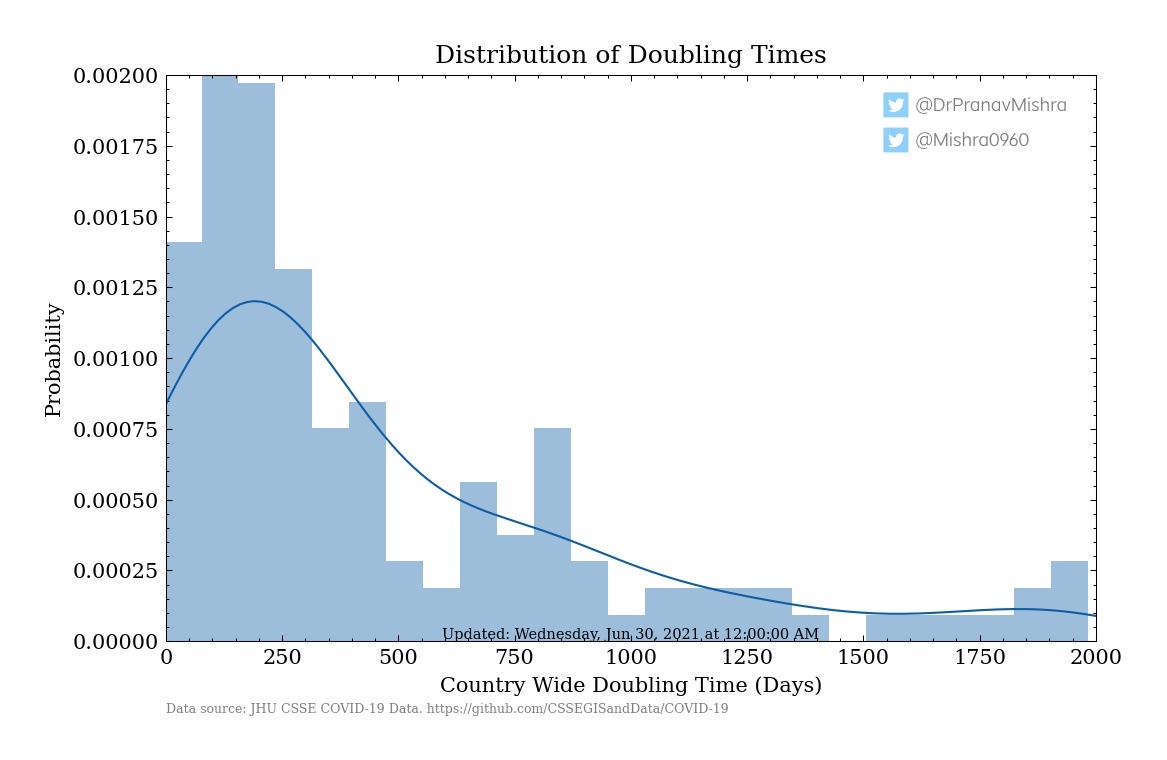 Distribution of Doubling Times
@DrPranavMishra
@Mishra0960
0.00200
0.00175
0.00150
0.00125
0.00100
0.00075
0.00050
0.00025
0.00000
Probability
Updated: Wednesday, Jun 30, 2021 at 12:00:00 AM
0 250 500 750 1000 1250 1500 1750 2000
Country Wide Doubling Time (Days)
Data source: JHU CSSE COVID-19 Data. https://github.com/CSSEGISandData/COVID-19